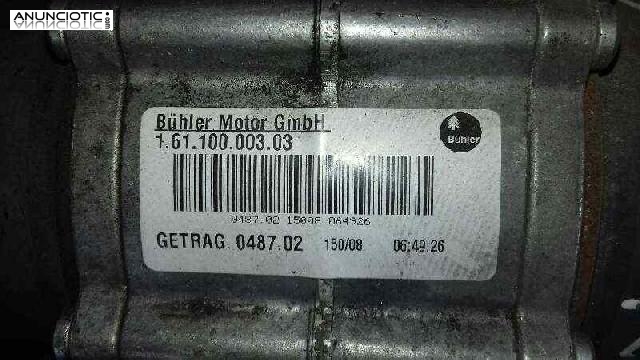 ANUNCIOTIC.COM
Bühler Motor GmbH
1.61.100.003.03
Bühler
0487.02 15008 064926
GETRAG 0487.02 150/08 06:49.26